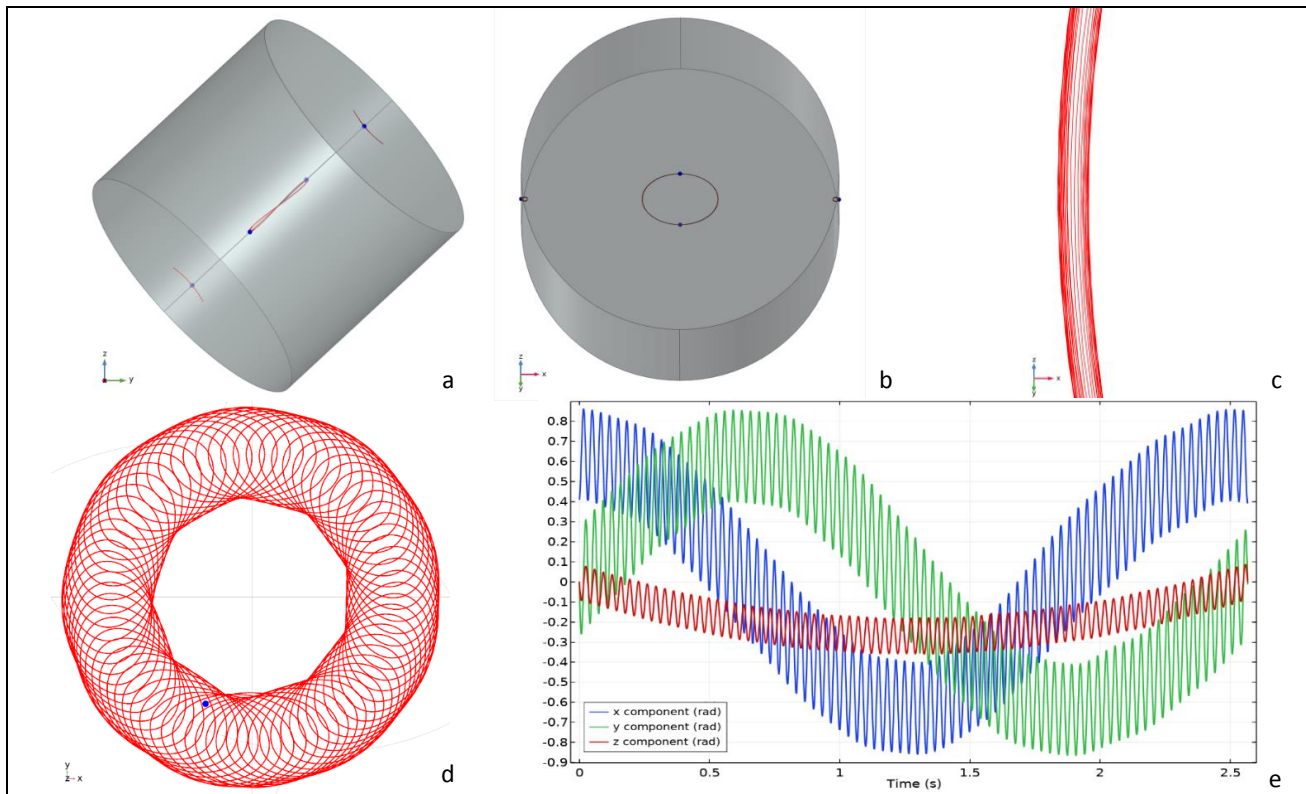 z
y
a
z
x
y
b
z
x
y
c
y
z x
d
0.8
0.7
0.6
0.5
0.4
0.3
0.2
0.1
0
-0.1
-0.2
-0.3
-0.4
-0.5
-0.6
-0.7
-0.8
-0.9
x component (rad)
y component (rad)
z component (rad)
0 0.5 1 1.5 2 2.5
Time (s)
e